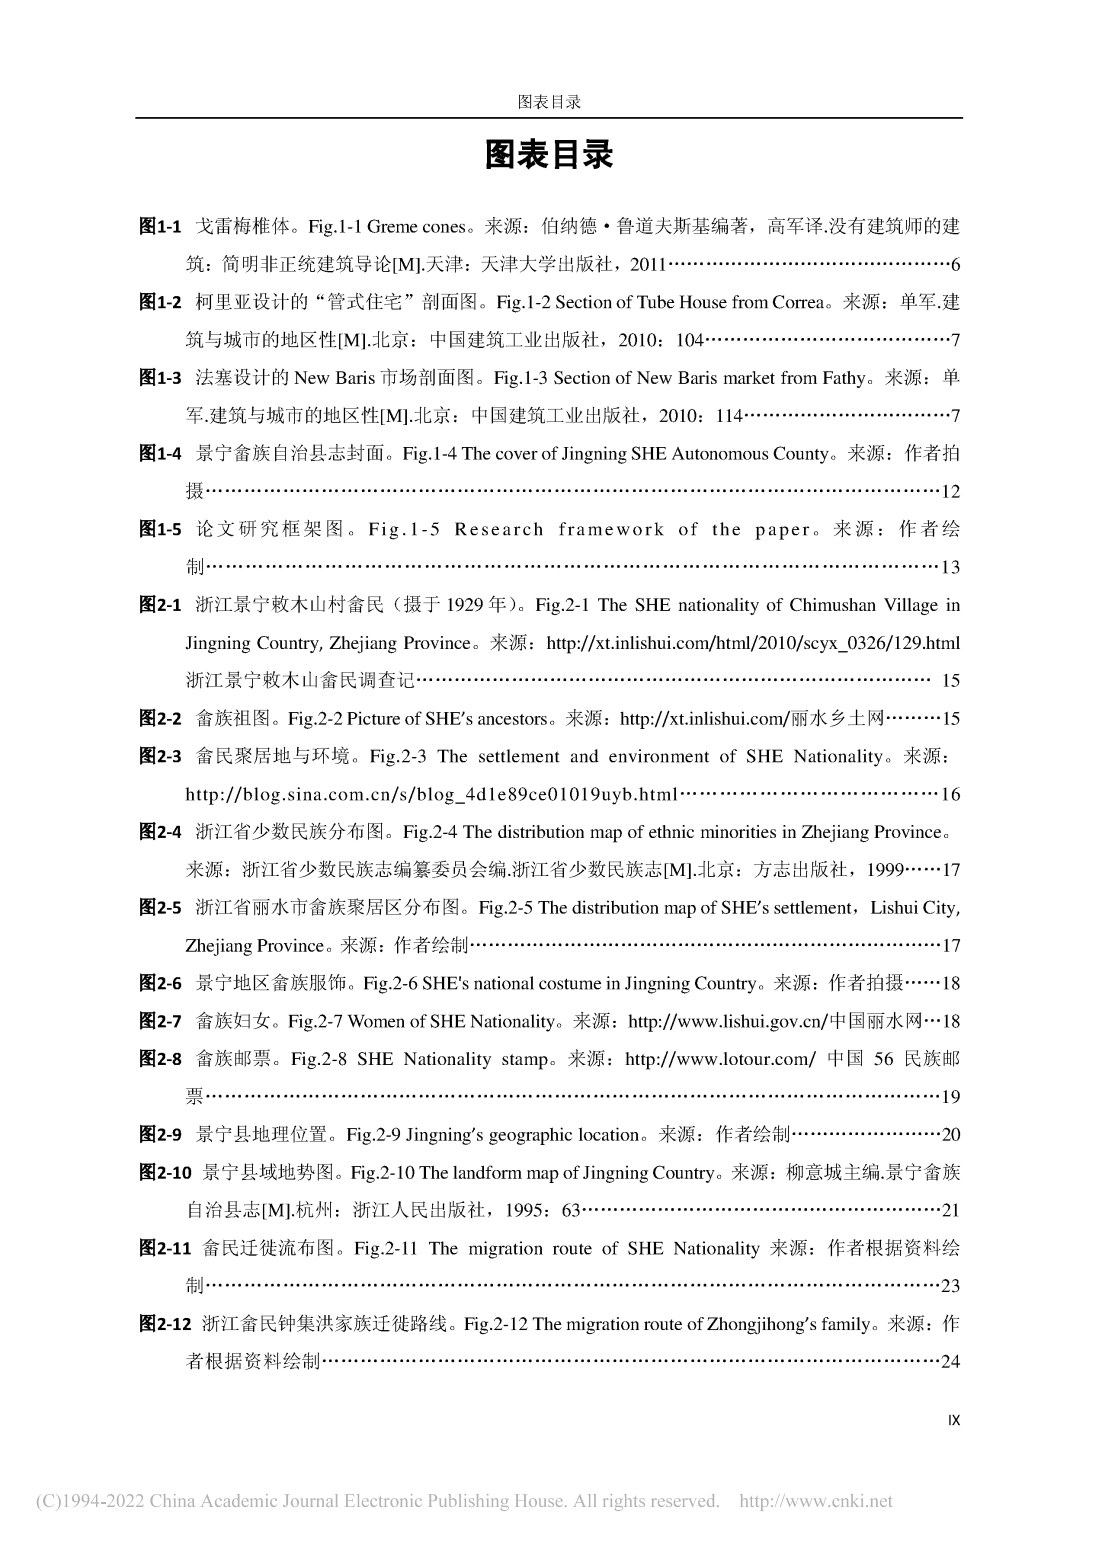 图表目录
图表目录
图1-1 戈雷梅椎体。Fig.1-1 Greme cones。来源：伯纳德·鲁道夫斯基编著，高军译.没有建筑师的建
筑：简明非正统建筑导论[M].天津：天津大学出版社，2011……………………………………6
图1-2 柯里亚设计的“管式住宅”剖面图。Fig.1-2 Section of Tube House from Correa。来源：单军.建
筑与城市的地区性[M].北京：中国建筑工业出版社，2010：104…………………………………7
图1-3 法塞设计的 New Baris 市场剖面图。Fig.1-3 Section of New Baris market from Fathy。来源：单
军.建筑与城市的地区性[M].北京：中国建筑工业出版社，2010：114……………………………7
图1-4 景宁畲族自治县志封面。Fig.1-4 The cover of Jingning SHE Autonomous County。来源：作者拍
摄…………………………………………………………………………………………………12
图1-5 论文研究框架图。Fig.1-5 Research framework of the paper。来源：作者绘
制…………………………………………………………………………………………………13
图2-1 浙江景宁敕木山村畲民（摄于 1929 年）。Fig.2-1 The SHE nationality of Chimushan Village in
Jingning Country, Zhejiang Province。来源：http://xt.inlishui.com/html/2010/scyx_0326/129.html
浙江景宁敕木山畲民调查记…………………………………………………………………… 15
图2-2 畲族祖图。Fig.2-2 Picture of SHE’s ancestors。来源：http://xt.inlishui.com/丽水乡土网………15
图2-3 畲民聚居地与环境。Fig.2-3 The settlement and environment of SHE Nationality。来源：
http://blog.sina.com.cn/s/blog_4d1e89ce01019uyb.html…………………………………16
图2-4 浙江省少数民族分布图。Fig.2-4 The distribution map of ethnic minorities in Zhejiang Province。
来源：浙江省少数民族志编纂委员会编.浙江省少数民族志[M].北京：方志出版社，1999……17
图2-5 浙江省丽水市畲族聚居区分布图。Fig.2-5 The distribution map of SHE’s settlement，Lishui City,
Zhejiang Province。来源：作者绘制…………………………………………………………………17
图2-6 景宁地区畲族服饰。Fig.2-6 SHE's national costume in Jingning Country。来源：作者拍摄……18
图2-7 畲族妇女。Fig.2-7 Women of SHE Nationality。来源：http://www.lishui.gov.cn/中国丽水网…18
图2-8 畲族邮票。Fig.2-8 SHE Nationality stamp。来源：http://www.lotour.com/ 中国 56 民族邮
票…………………………………………………………………………………………………19
图2-9 景宁县地理位置。Fig.2-9 Jingning’s geographic location。来源：作者绘制……………………20
图2-10 景宁县域地势图。Fig.2-10 The landform map of Jingning Country。来源：柳意城主编.景宁畲族
自治县志[M].杭州：浙江人民出版社，1995：63…………………………………………………21
图2-11 畲民迁徙流布图。Fig.2-11 The migration route of SHE Nationality 来源：作者根据资料绘
制…………………………………………………………………………………………………23
图2-12 浙江畲民钟集洪家族迁徙路线。Fig.2-12 The migration route of Zhongjihong’s family。来源：作
者根据资料绘制……………………………………………………………………………………24
IX
(C)1994-2022 China Academic Journal Electronic Publishing House. All rights reserved. http://www.cnki.net